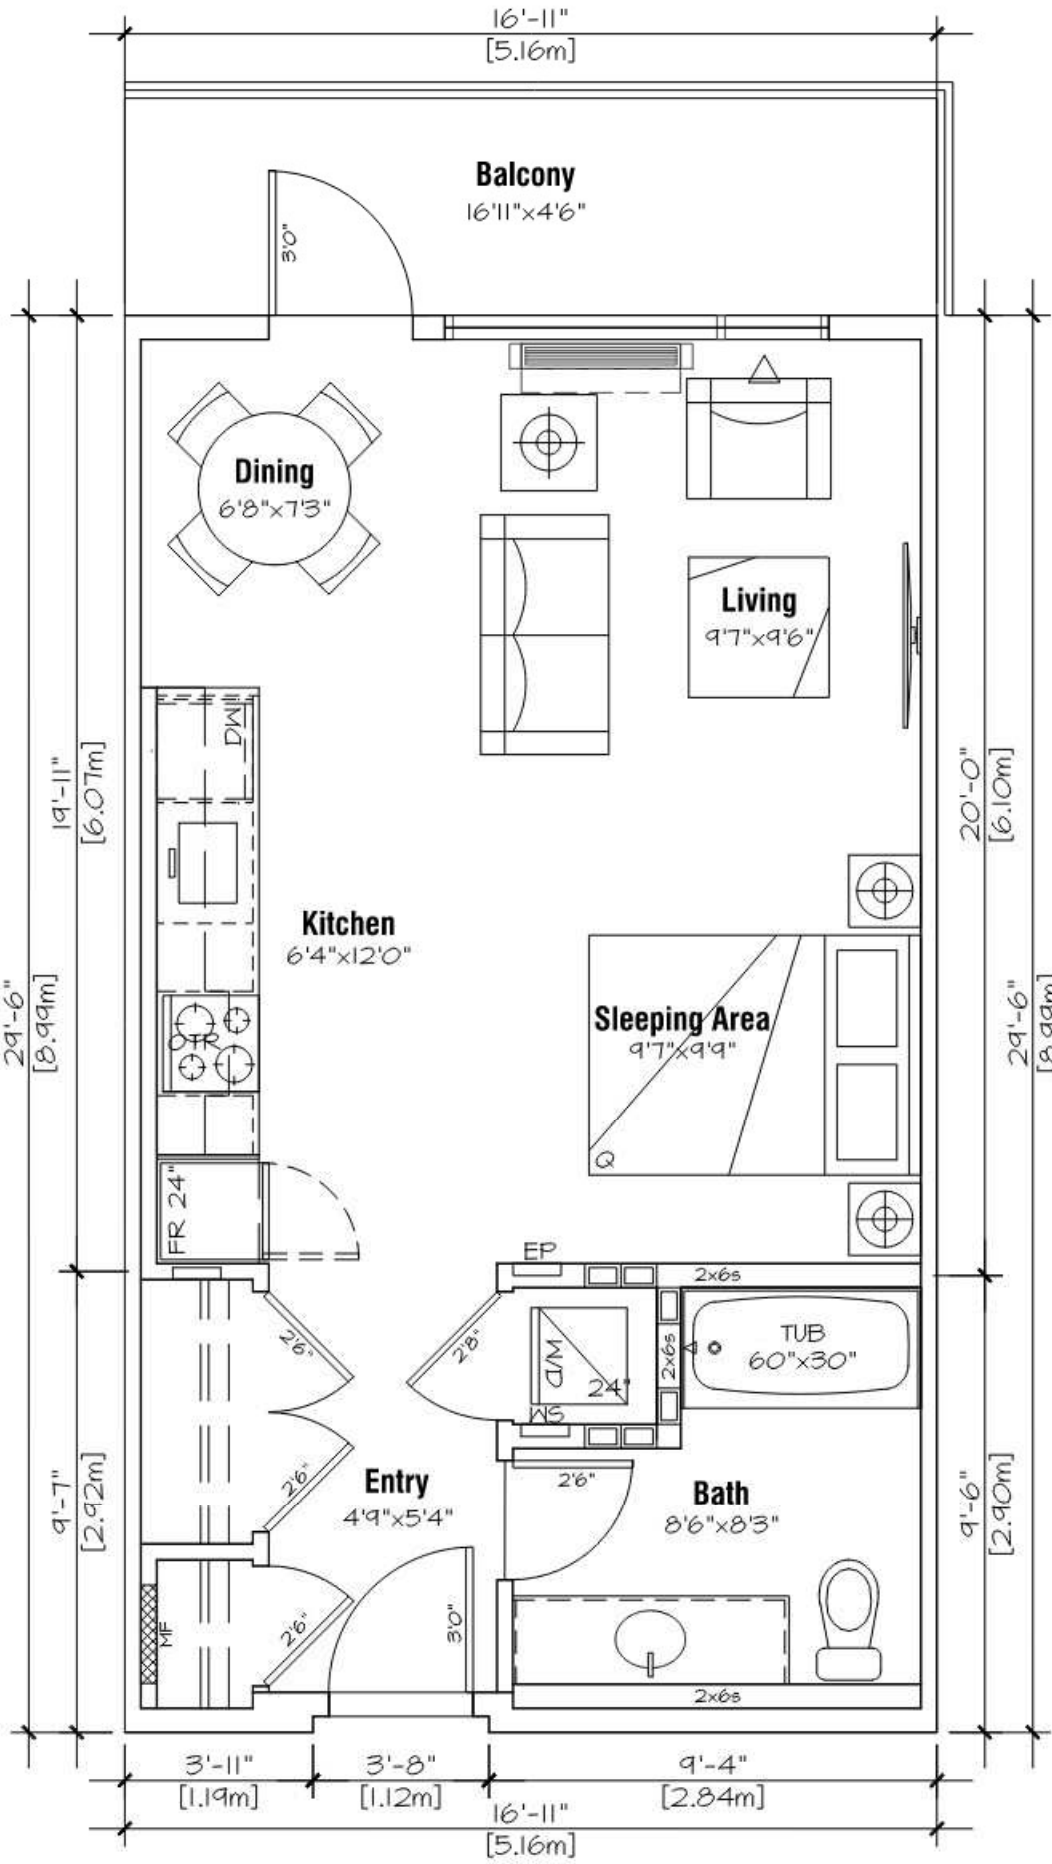 16'-11"
[5.16m]
Balcony
16'11"x4'6"
3'0"
Dining
6'8"x7'3"
Living
9'7"x9'6"
DW
19'-11"
[6.07m]
20'-0"
[6.10m]
Kitchen
6'4"x12'0"
29'-6"
[8.99m]
29'-6"
[8.99m]
Sleeping Area
9'7"x9'9"
OTR
Q
FR 24"
EP
2x6s
2'6"
2'8"
W/D
24"
2x6s
TUB
60"x30"
WS
2'6"
Entry
4'9"x5'4"
2'6"
Bath
8'6"x8'3"
9'-7"
[2.92m]
9'-6"
[2.90m]
MF
2'6"
3'0"
2x6s
3'-11"
[1.19m]
3'-8"
[1.12m]
9'-4"
[2.84m]
16'-11"
[5.16m]